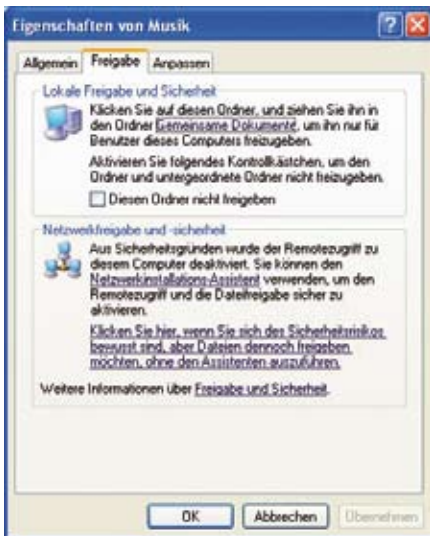 Eigenschaften von Musik
Allgemein Freigabe Anpassen
Lokale Freigabe und Sicherheit
Klicken Sie auf diesen Ordner, und ziehen Sie ihn in
den Ordner Gemeinsame Dokumente, um ihn nur für
Benutzer dieses Computers freizugeben.
Aktivieren Sie folgendes Kontrollkästchen, um den
Ordner und untergeordnete Ordner nicht freizugeben.
Diesen Ordner nicht freigeben
Netzwerkfreigabe und -sicherheit
Aus Sicherheitsgründen wurde der Remotezugriff zu
diesem Computer deaktiviert. Sie können den
Netzwerkinstallations-Assistent verwenden, um den
Remotezugriff und die Dateifreigabe sicher zu
aktivieren.
Klicken Sie hier, wenn Sie sich des Sicherheitsrisikos
bewusst sind, aber Dateien dennoch freigeben
möchten, ohne den Assistenten auszuführen.
Weitere Informationen über Freigabe und Sicherheit.
OK Abbrechen Übernehmen